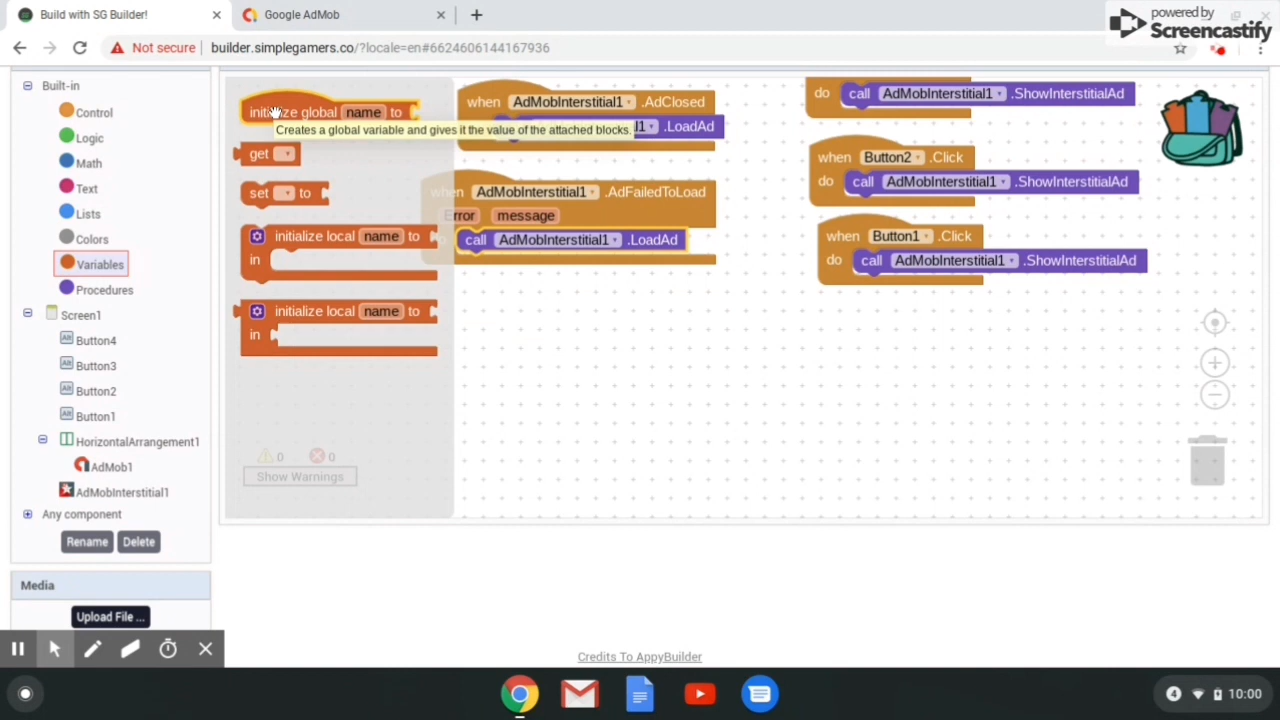 Build with SG Builder!
Google AdMob
powered by
Screencastify
Not secure
builder.simplegamers.co/?locale=en#6624606144167936
Built-in
Control
Logic
Math
Text
Lists
Colors
Variables
Procedures
Screen1
Button4
Button3
Button2
Button1
HorizontalArrangement1
AdMob1
AdMobInterstitial1
Any component
Rename Delete
Media
Upload File ...
initialize global name to
Creates a global variable and gives it the value of the attached blocks.
get
set to
initialize local name to
in
initialize local name to
in
0 0
Show Warnings
when AdMobInterstitial1 .AdClosed
.LoadAd
when AdMobInterstitial1 .AdFailedToLoad
Error message
call AdMobInterstitial1 .LoadAd
do call AdMobInterstitial1 .ShowInterstitialAd
when Button2 .Click
do call AdMobInterstitial1 .ShowInterstitialAd
when Button1 .Click
do call AdMobInterstitial1 .ShowInterstitialAd
Credits To AppyBuilder
4 10:00